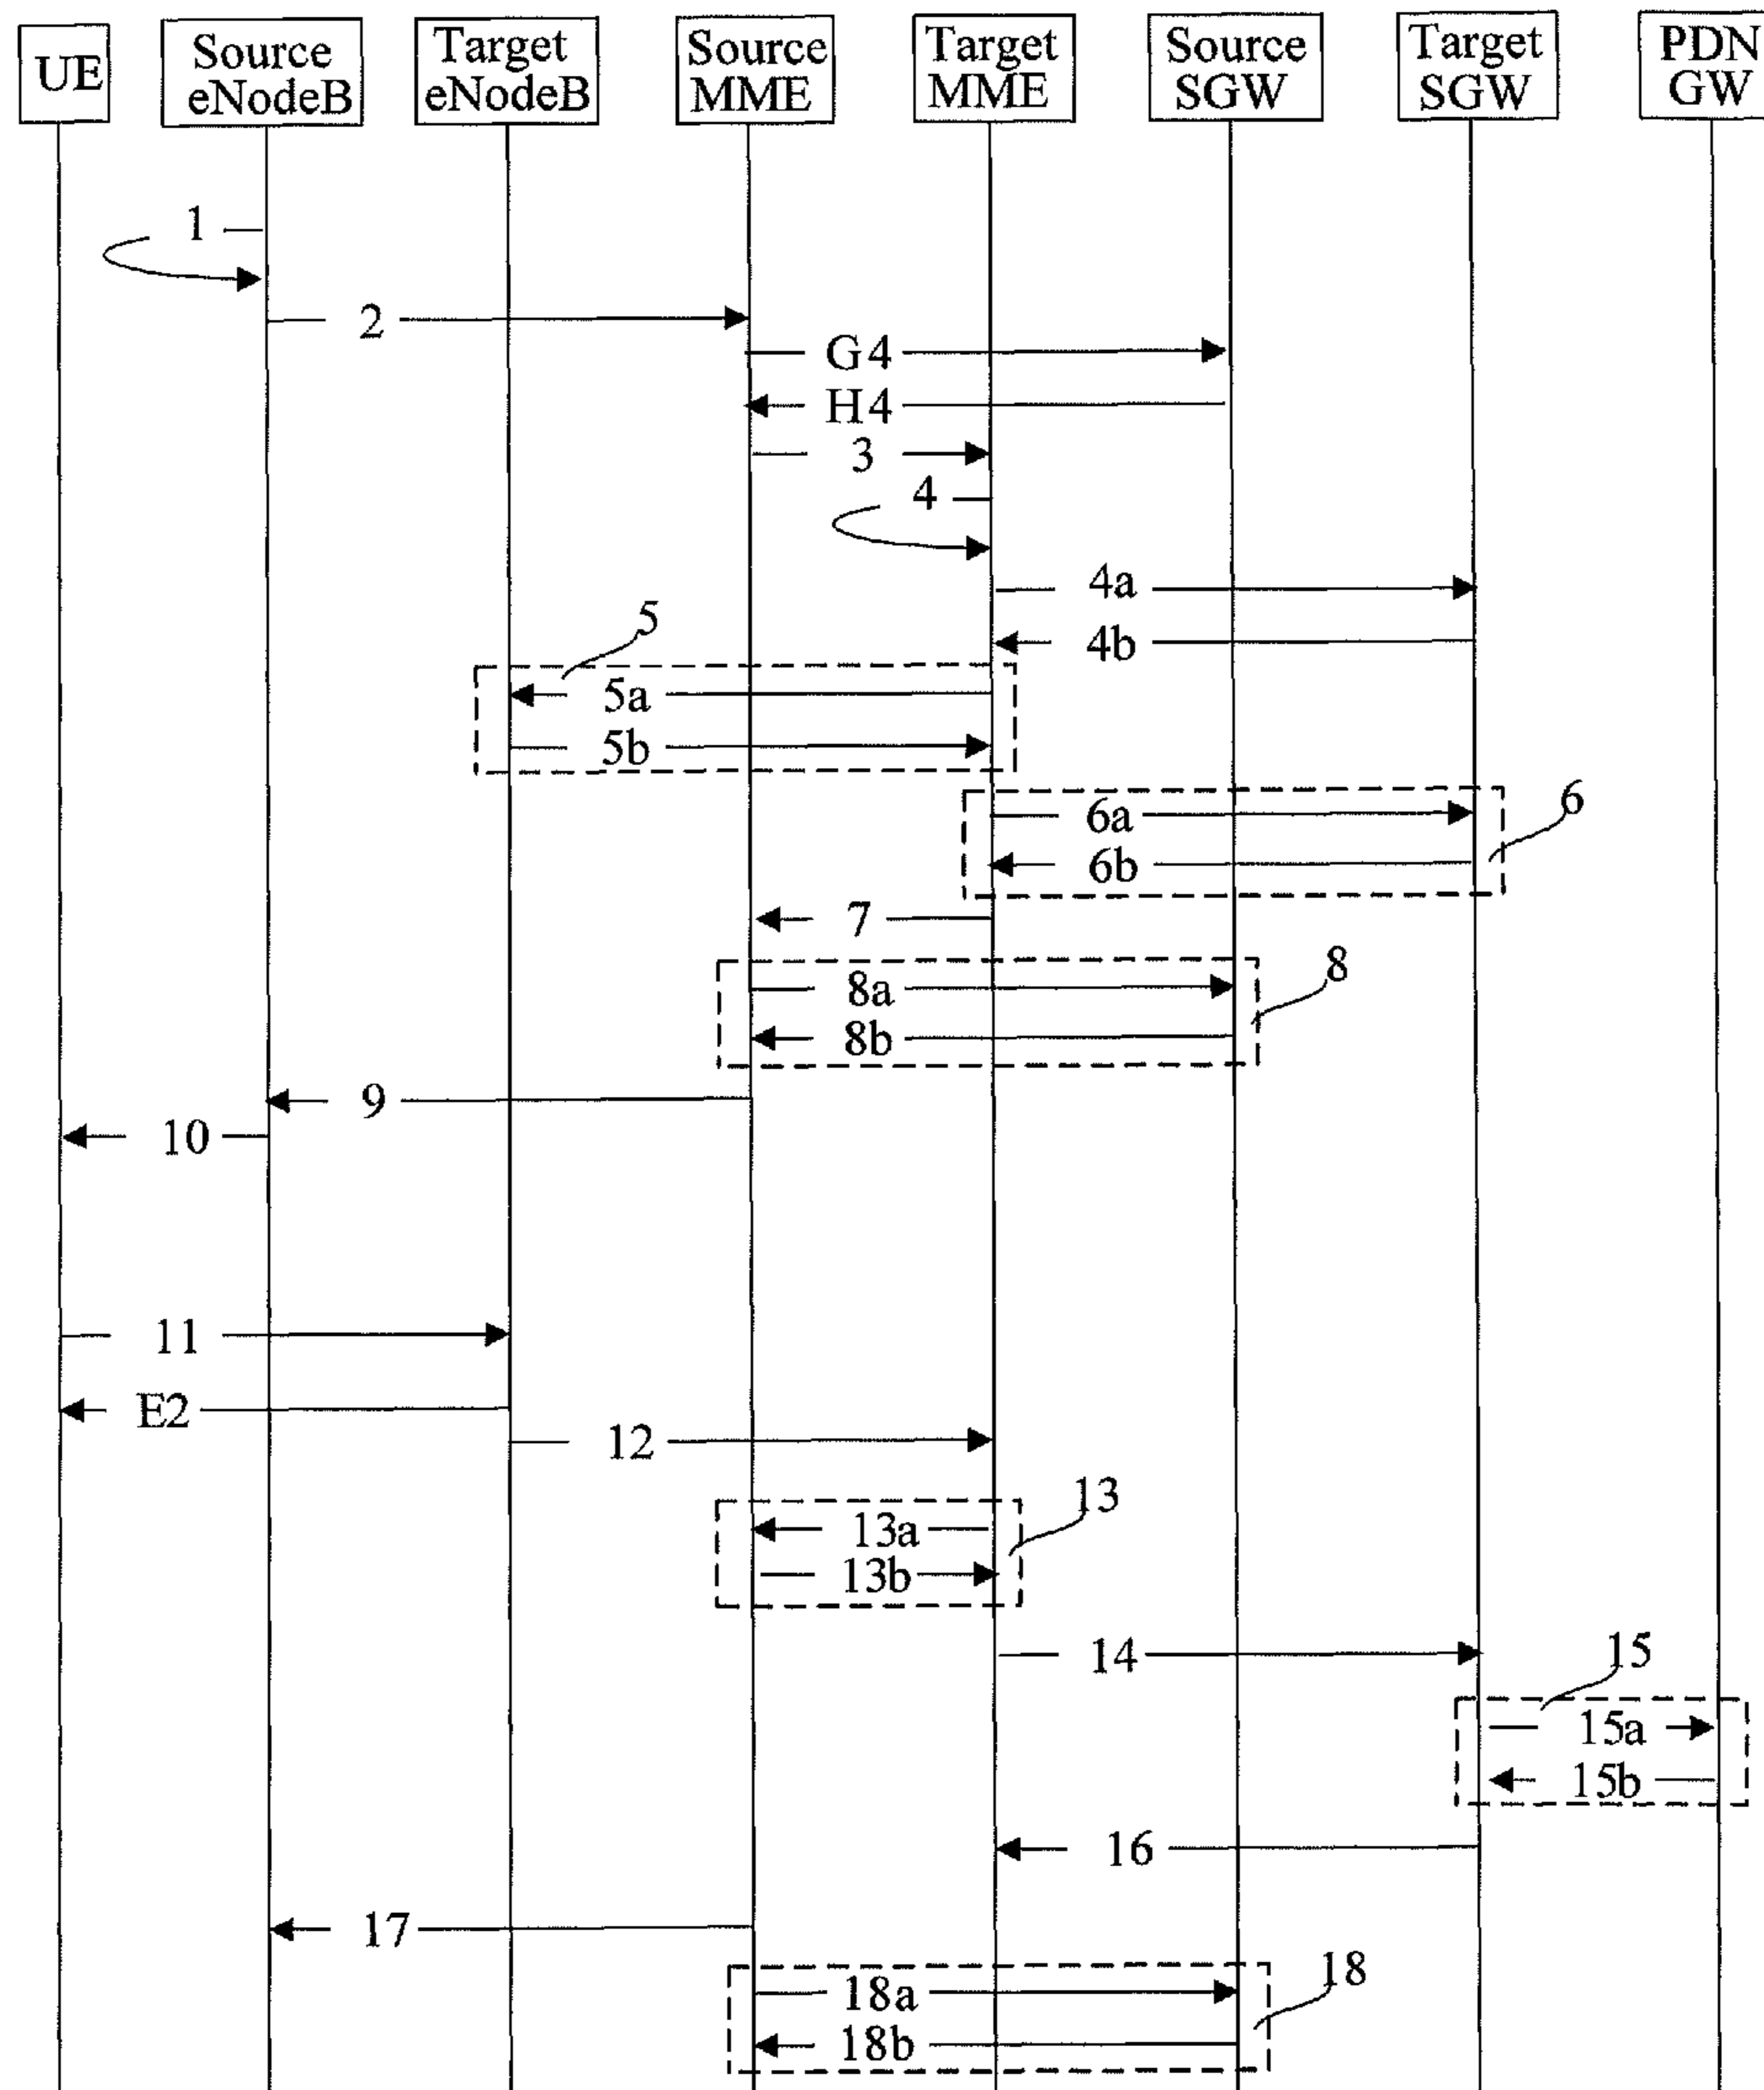 UE
Source
eNodeB
Target
eNodeB
Source
MME
Target
MME
Source
SGW
Target
SGW
PDN
GW
1
2
G4
H4
3
4
4a
4b
5
5a
5b
6
6a
6b
7
8
8a
8b
9
10
11
E2
12
13
13a
13b
14
15
15a
15b
16
17
18
18a
18b